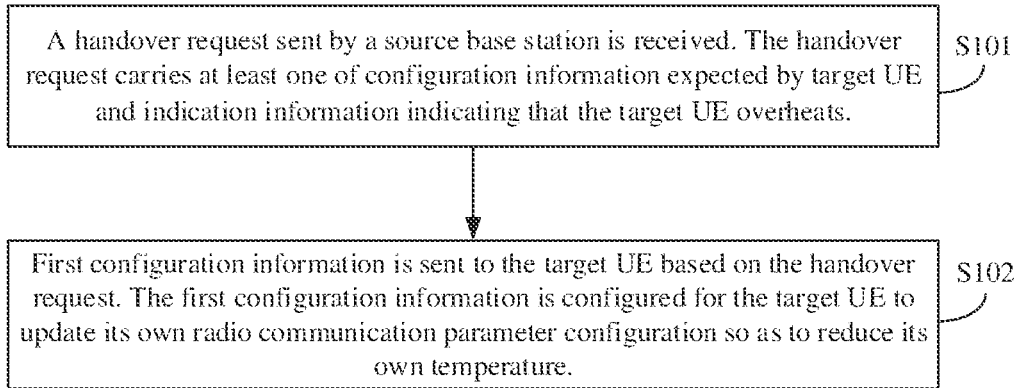 A handover request sent by a source base station is received. The handover
request carries at least one of configuration information expected by target UE
and indication information indicating that the target UE overheats.
S101
First configuration information is sent to the target UE based on the handover
request. The first configuration information is configured for the target UE to
update its own radio communication parameter configuration so as to reduce its
own temperature.
S102